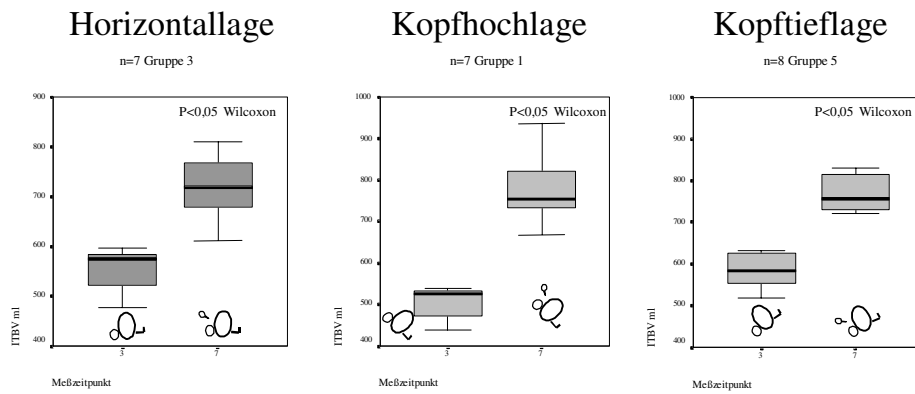 Horizontallage
n=7 Gruppe 3
900
P<0,05 Wilcoxon
800
700
600
500
ITBV ml
400
3
7
Meßzeitpunkt
Kopfhochlage
n=7 Gruppe 1
1000
P<0,05 Wilcoxon
900
800
700
600
500
ITBV ml
400
3
7
Meßzeitpunkt
Kopftieflage
n=8 Gruppe 5
1000
P<0,05 Wilcoxon
900
800
700
600
500
ITBV ml
400
3
7
Meßzeitpunkt